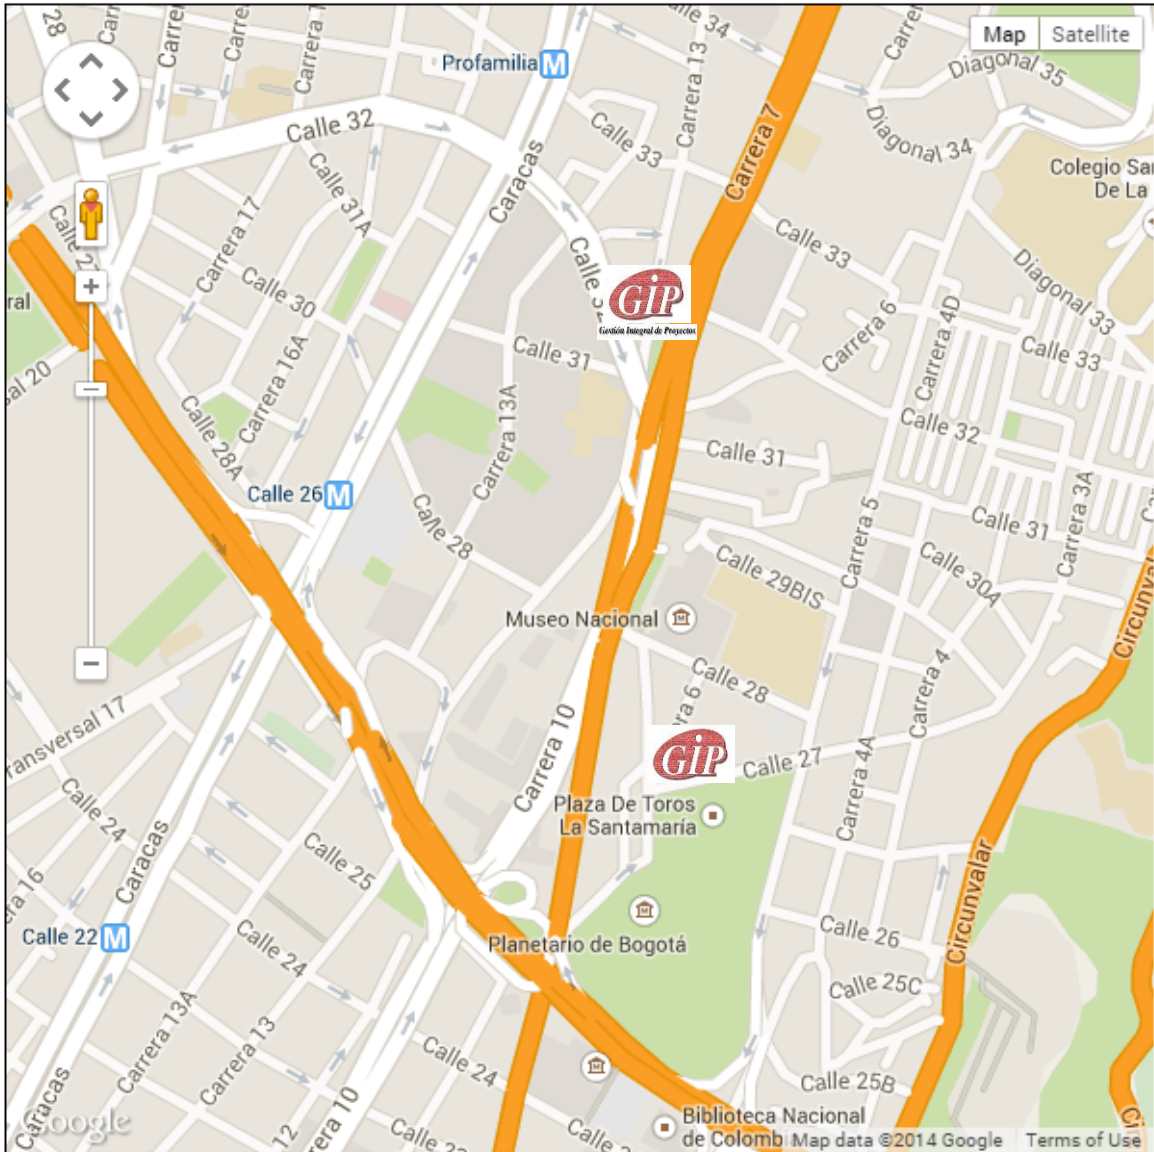 Map
Satellite
28
Carrera 13
Profamilia
M
Calle 32
Calle 33
Carrera 7
Diagonal 35
Diagonal 34
Colegio
De La
Carrera 17
Calle 31A
Caracas
Calle 33
Diagonal 33
Calle 30
GIP
Gestión Integral de Proyectos
Calle 31
Carrera 6
Carrera 4D
Calle 33
Carrera 16A
Carrera 13A
Calle 32
Calle 28A
Calle 31
Calle 26
M
Calle 28
Carrera 5
Calle 31
Carrera 3A
Calle 29BIS
Calle 30A
Museo Nacional
Calle 28
Carrera 4
Carrera 10
GIP
Calle 27
Carrera 4A
Plaza De Toros
La Santamaría
Calle 24
Caracas
Calle 25
Circunvalar
Calle 22
M
Calle 24
Planetario de Bogotá
Calle 26
Calle 25C
Carrera 13A
Carrera 13
Calle 24
Calle 25B
Caracas
Google
12
Biblioteca Nacional
de Colombi
Map data ©2014 Google
Terms of Use